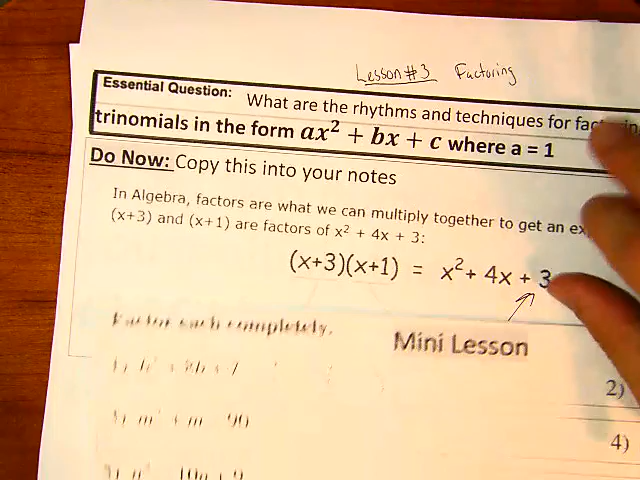 Lesson #3 Factoring
Essential Question: What are the rhythms and techniques for
trinomials in the form ax² + bx + c where a = 1
Do Now: Copy this into your notes
In Algebra, factors are what we can multiply together to get an
(x+3) and (x+1) are factors of x² + 4x + 3:
(x+3)(x+1) = x² + 4x + 3
Factor each completely.
Mini Lesson
2)
4)